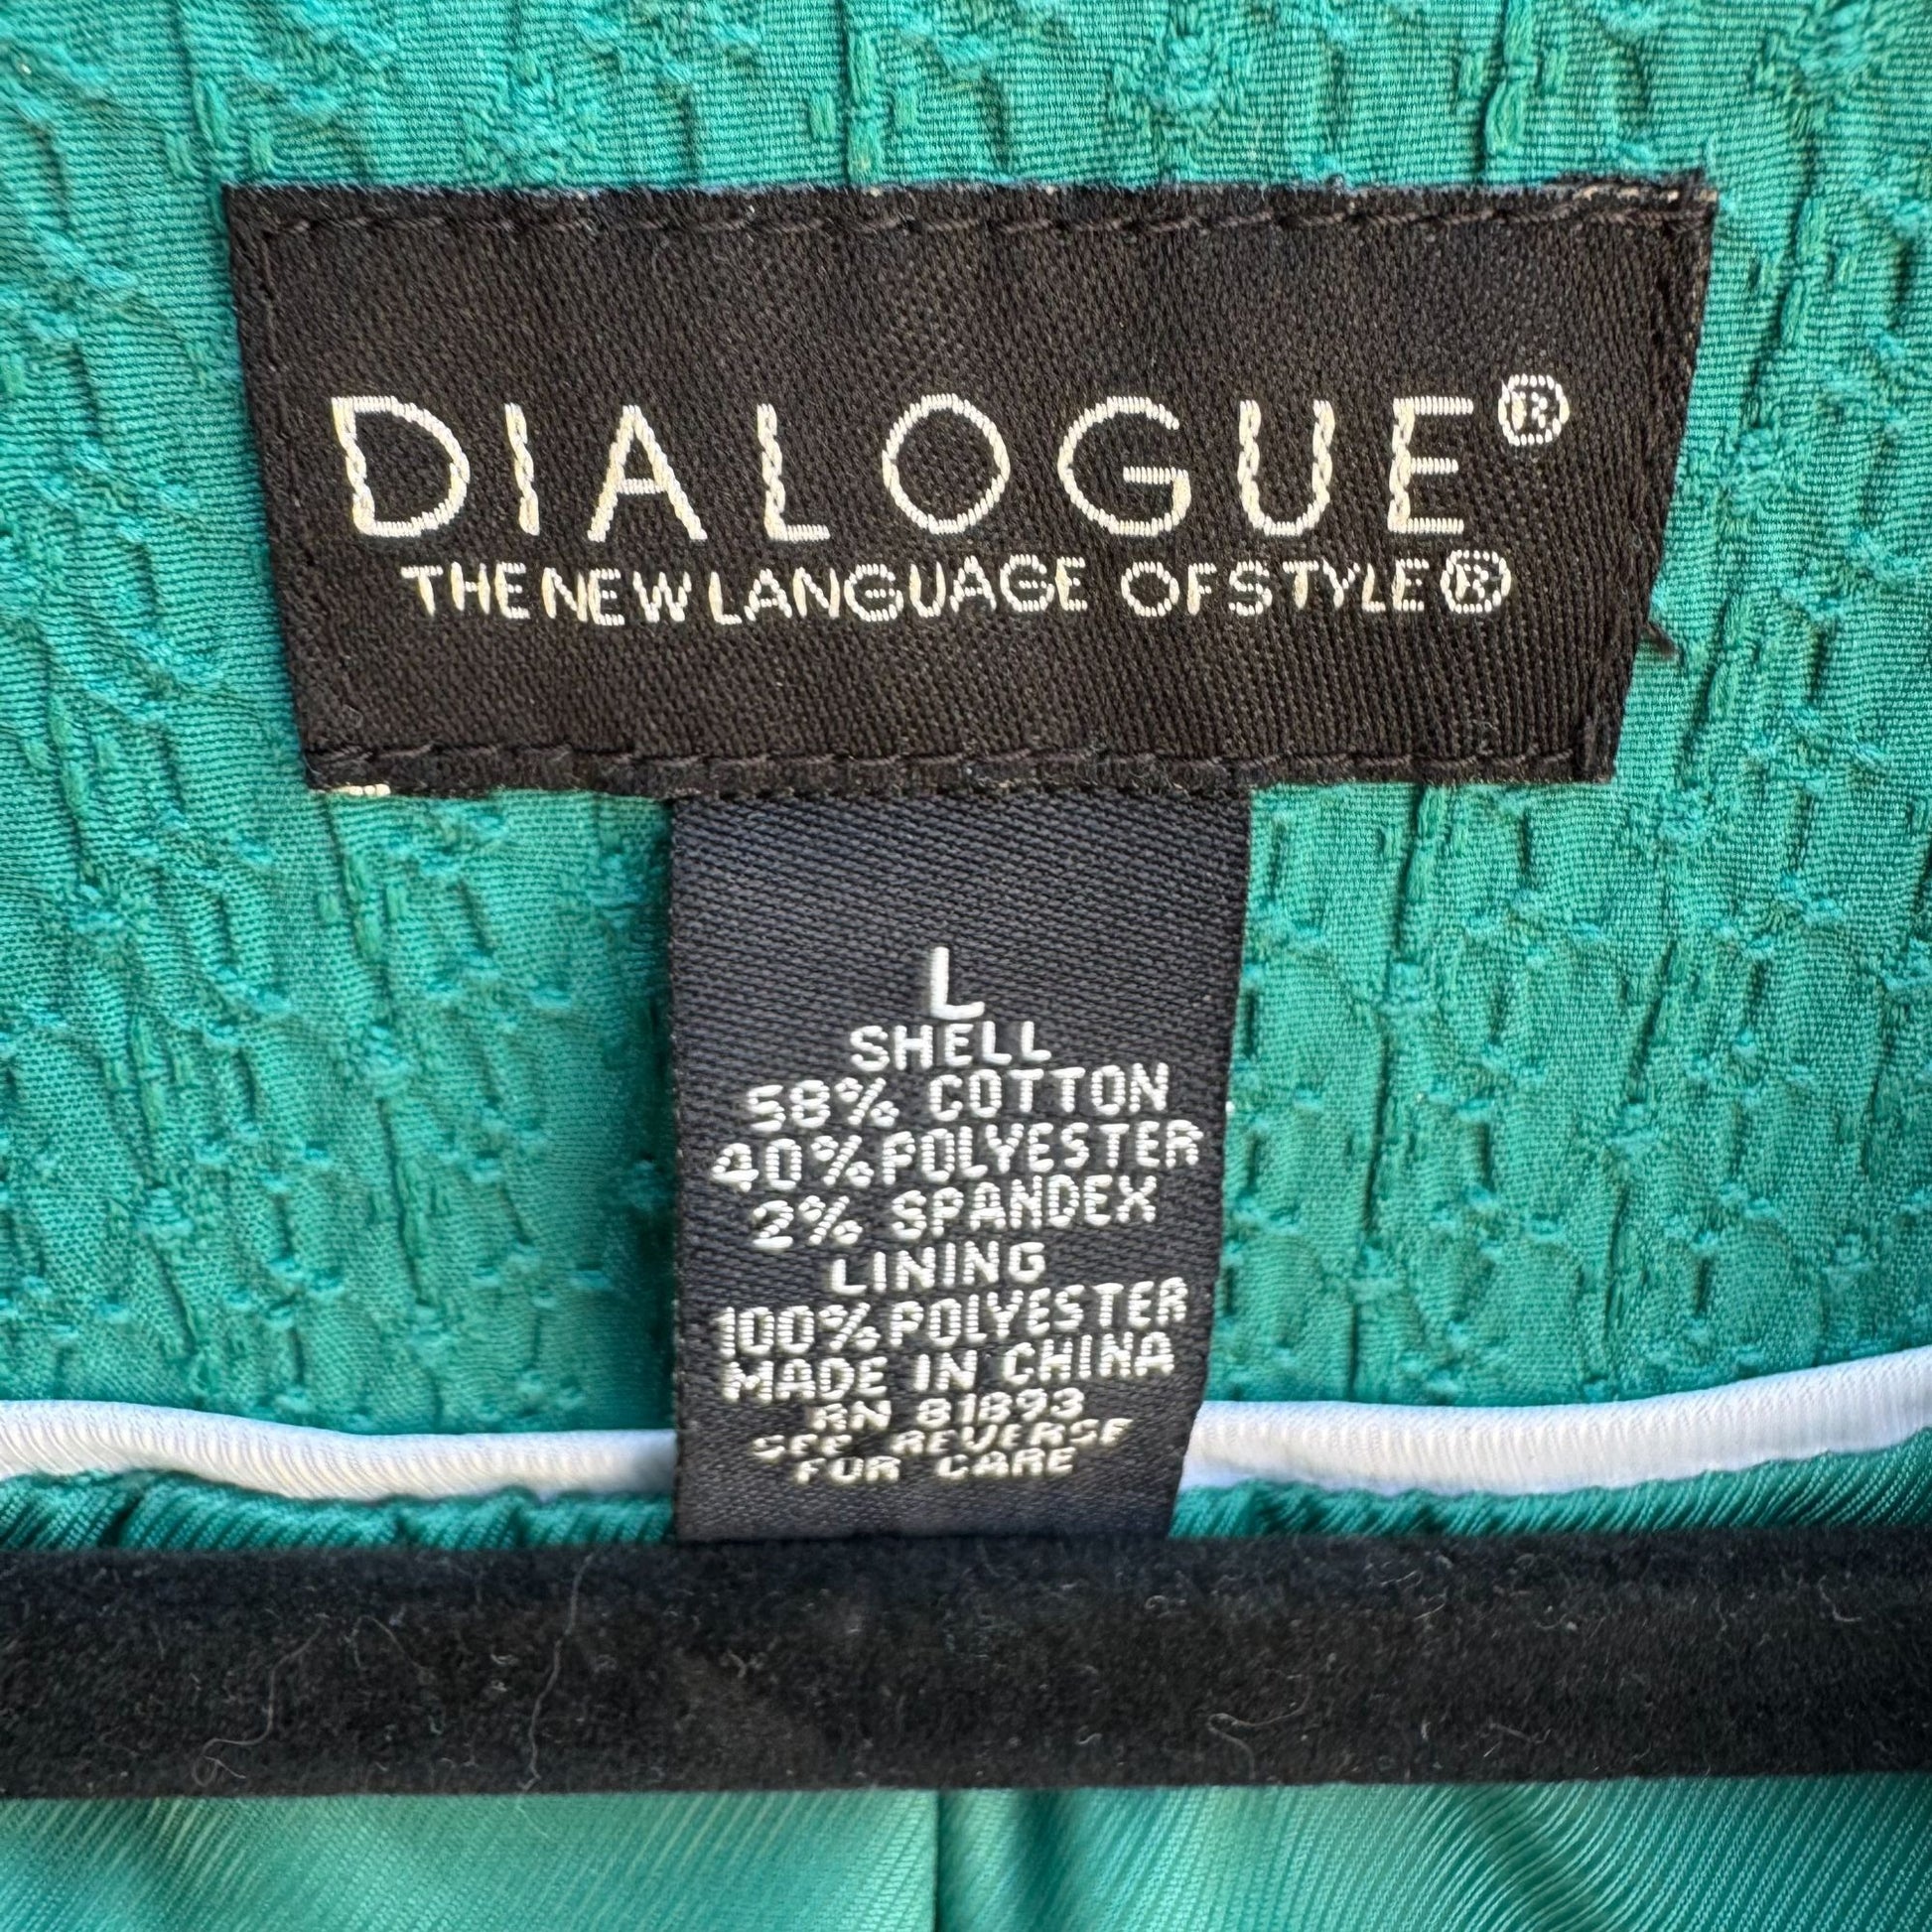 DIALOGUE®
THE NEW LANGUAGE OF STYLE®
L
SHELL
58% COTTON
40% POLYESTER
2% SPANDEX
LINING
100% POLYESTER
MADE IN CHINA
RN 81893
SEE REVERSE
FOR CARE